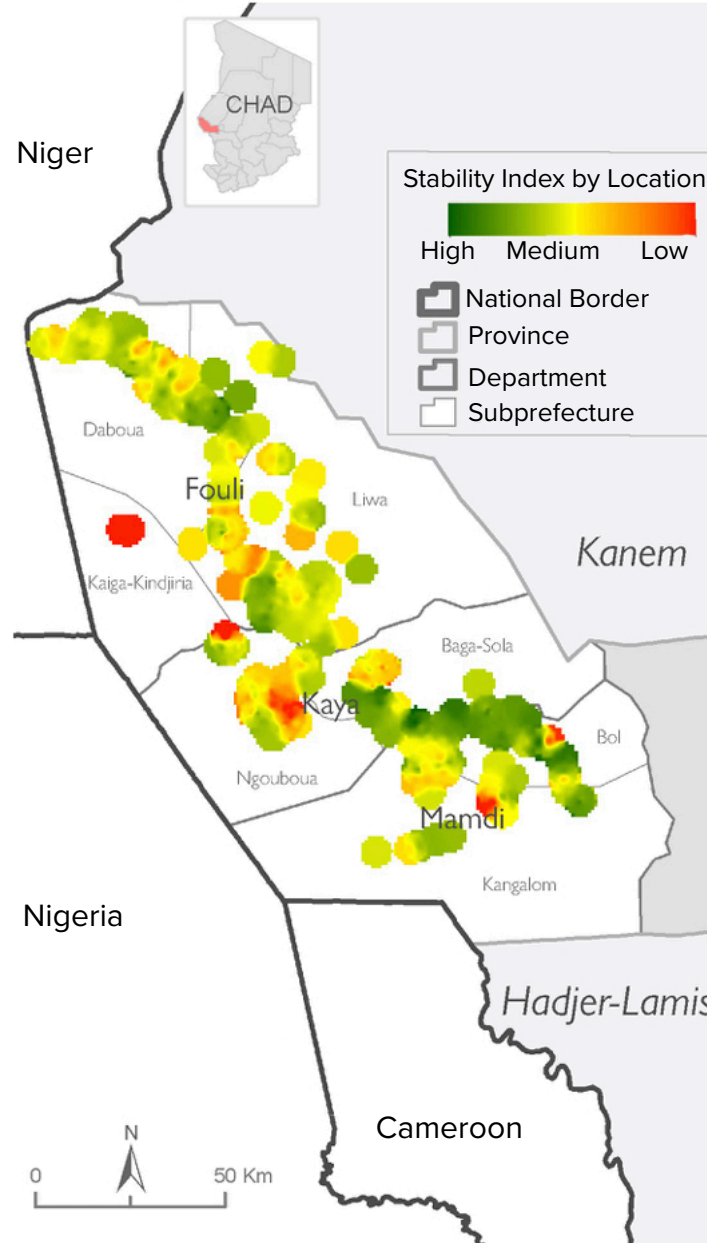 CHAD
Niger
Stability Index by Location
High Medium Low
National Border
Province
Department
Subprefecture
Daboua
Fouli
Liwa
Kanem
Kaiga-Kindjiria
Baga-Sola
Kaya
Bol
Ngouboua
Mamdi
Kangalom
Nigeria
Hadjer-Lamis
Cameroon
N
0 50 Km